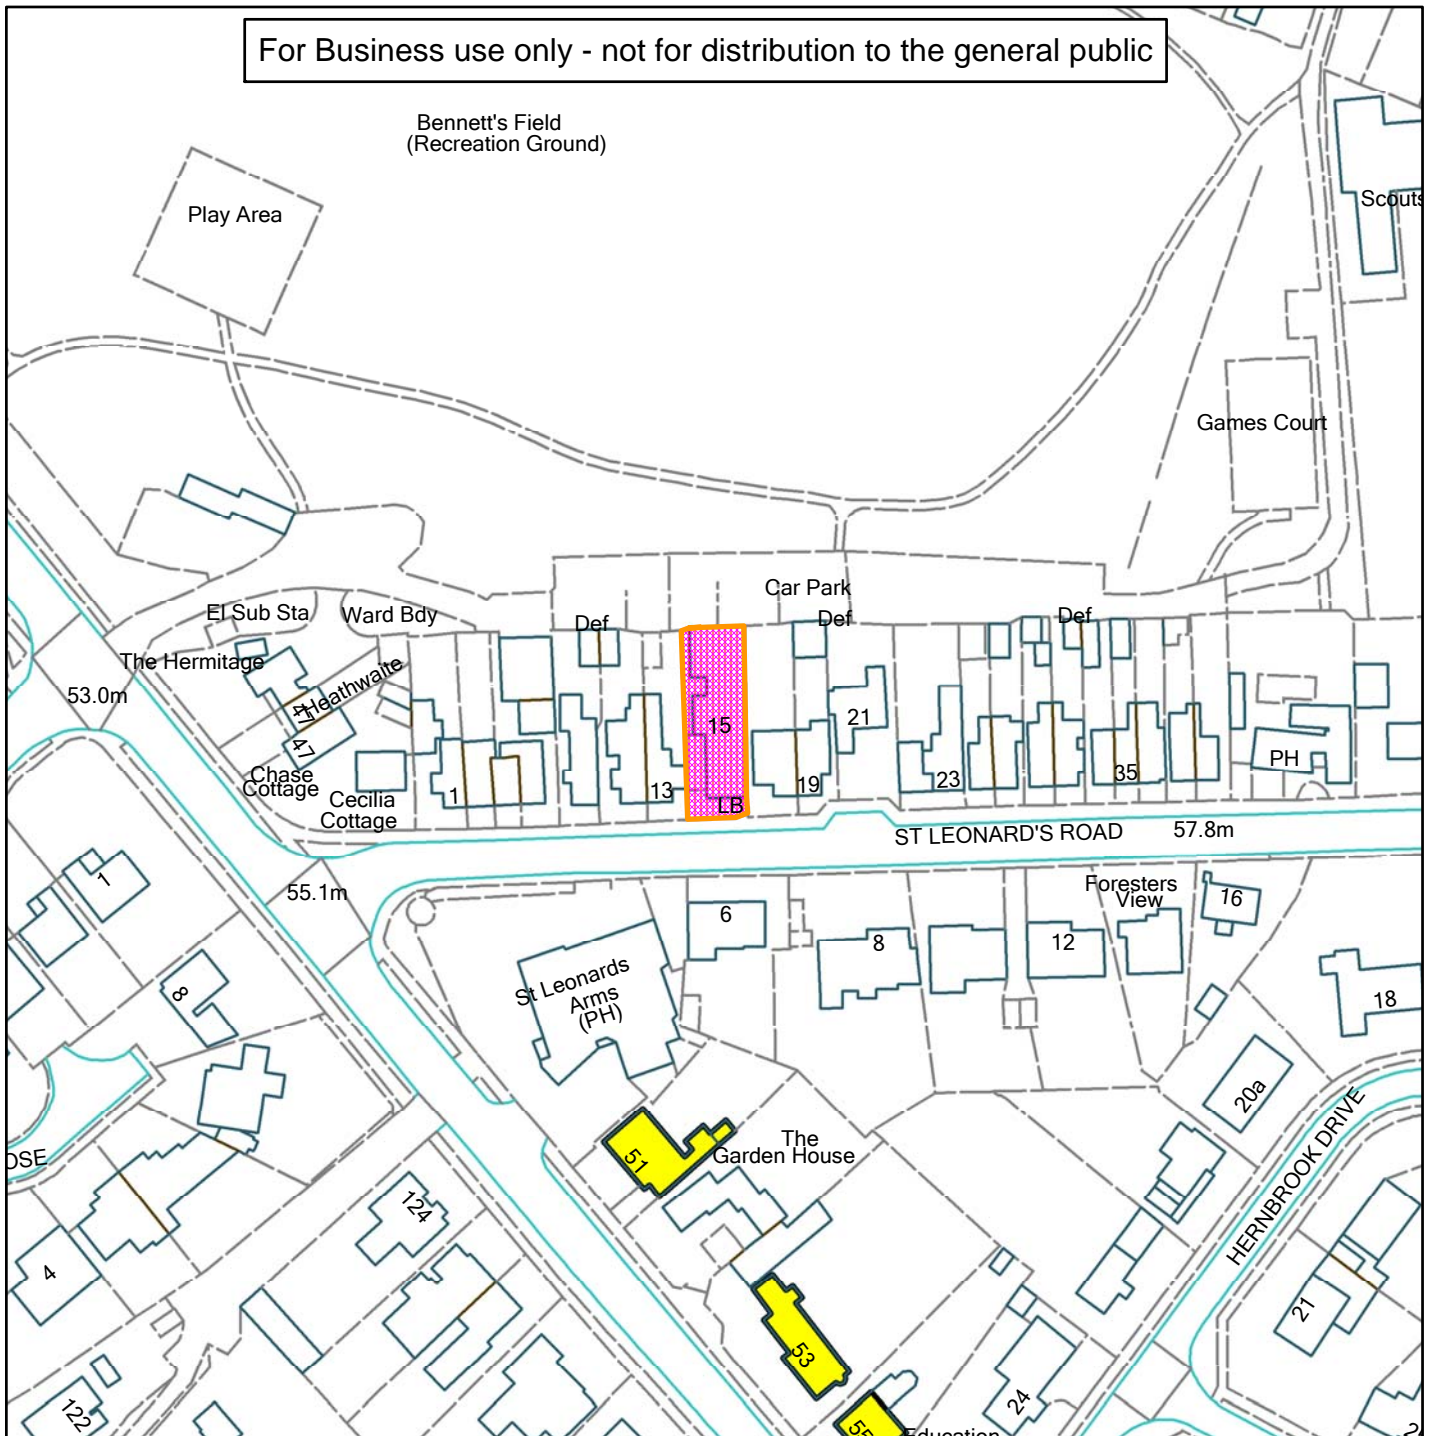 For Business use only - not for distribution to the general public
Bennett's Field
(Recreation Ground)
Play Area
Scouts
Games Court
Car Park
El Sub Sta
Ward Bdy
Def
Def
Def
The Hermitage
Heathwaite
53.0m
47
47
15
21
Chase
Cottage
Cecilia
Cottage
1
13
LB
19
23
35
PH
ST LEONARD'S ROAD
57.8m
55.1m
1
6
8
12
Foresters
View
16
18
8
St Leonards
Arms
(PH)
20a
HERNBROOK DRIVE
OSE
51
The
Garden House
124
4
53
21
24
122
55
Education